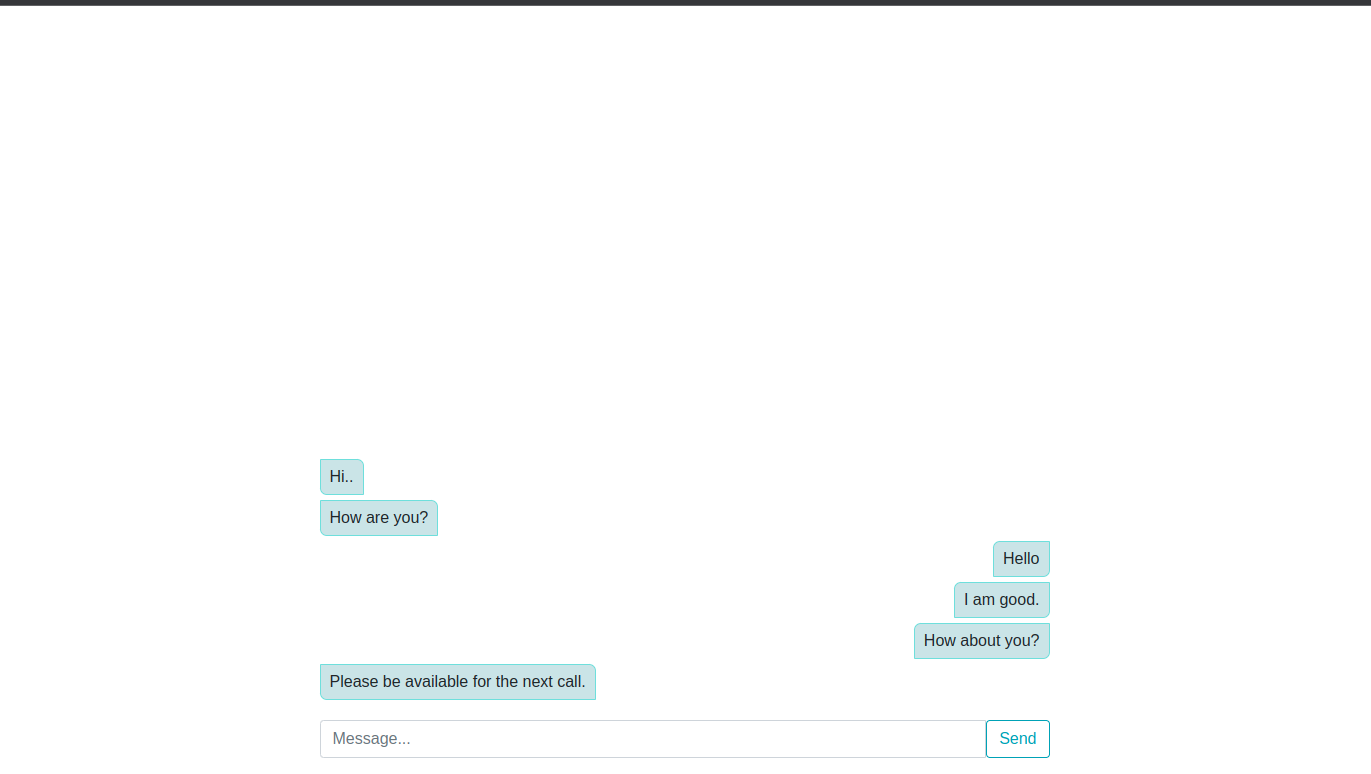 Hi..
How are you?
Hello
I am good.
How about you?
Please be available for the next call.
Message... Send